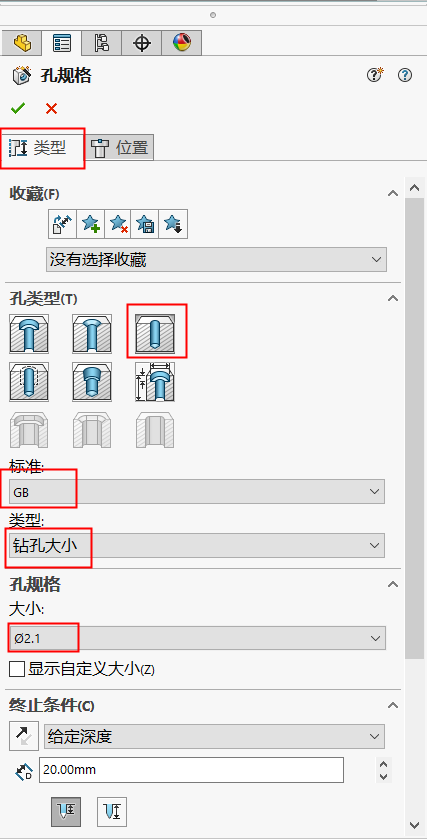 孔规格
类型 位置
收藏(F)
没有选择收藏
孔类型(T)
标准:
GB
类型:
钻孔大小
孔规格
大小:
Ø2.1
显示自定义大小(Z)
终止条件(C)
给定深度
20.00mm